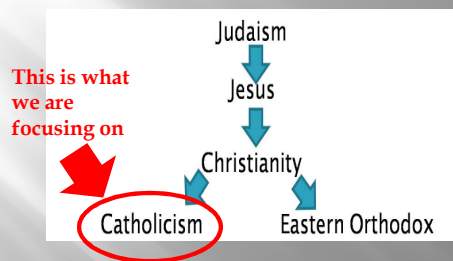 Judaism
This is what
we are
focusing on
Jesus
Christianity
Catholicism
Eastern Orthodox